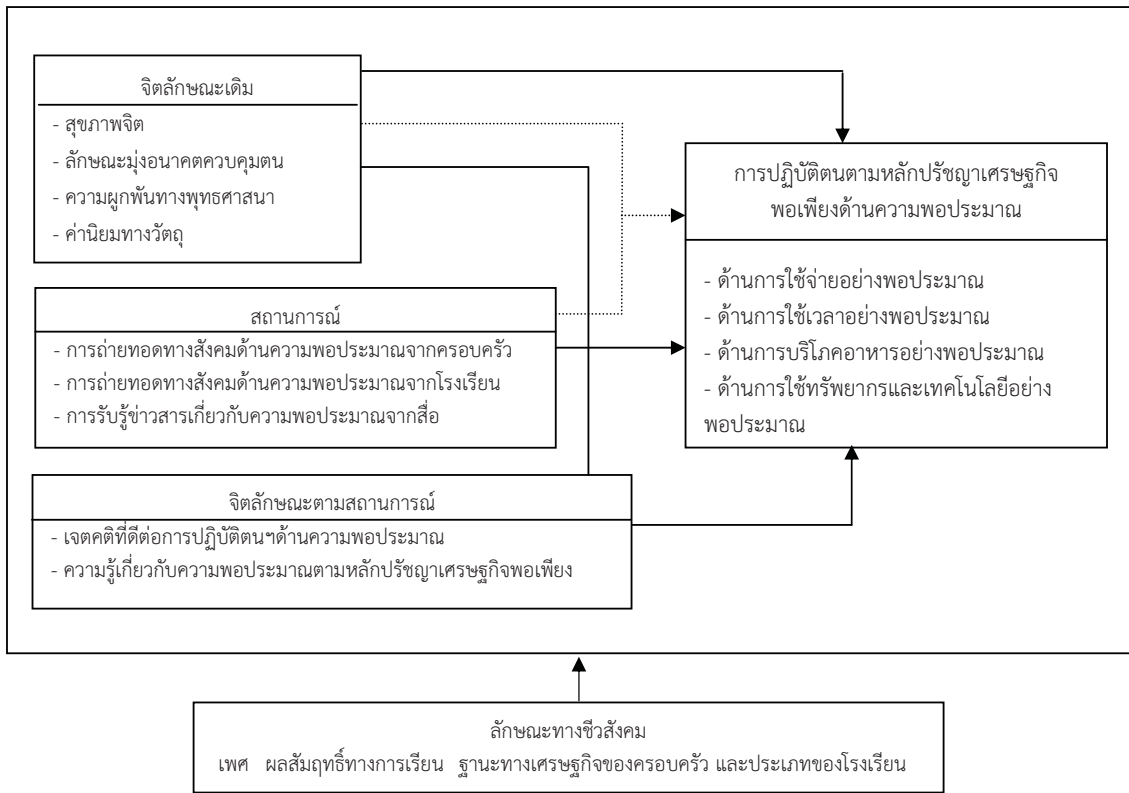 จิตลักษณะเดิม
- สุขภาพจิต
- ลักษณะมุ่งอนาคตควบคุมตน
- ความผูกพันทางพุทธศาสนา
- ค่านิยมทางวัตถุ
สถานการณ์
- การถ่ายทอดทางสังคมด้านความพอประมาณจากครอบครัว
- การถ่ายทอดทางสังคมด้านความพอประมาณจากโรงเรียน
- การรับรู้ข่าวสารเกี่ยวกับความพอประมาณจากสื่อ
จิตลักษณะตามสถานการณ์
- เจตคติที่ดีต่อการปฏิบัติตนฯด้านความพอประมาณ
- ความรู้เกี่ยวกับความพอประมาณตามหลักปรัชญาเศรษฐกิจพอเพียง
การปฏิบัติตนตามหลักปรัชญาเศรษฐกิจ
พอเพียงด้านความพอประมาณ
- ด้านการใช้จ่ายอย่างพอประมาณ
- ด้านการใช้เวลาอย่างพอประมาณ
- ด้านการบริโภคอาหารอย่างพอประมาณ
- ด้านการใช้ทรัพยากรและเทคโนโลยีอย่าง
พอประมาณ
ลักษณะทางชีวสังคม
เพศ ผลสัมฤทธิ์ทางการเรียน ฐานะทางเศรษฐกิจของครอบครัว และประเภทของโรงเรียน